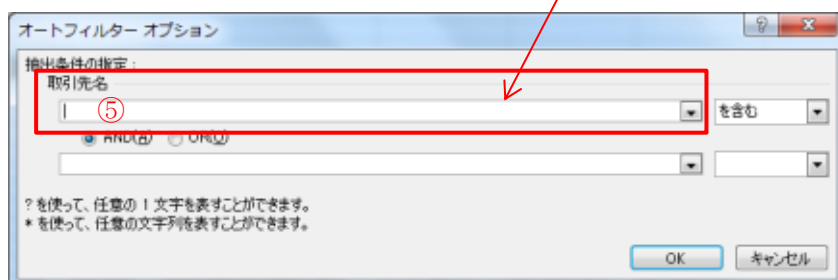 オートフィルター オプション
抽出条件の指定:
取引先名
⑤
を含む
AND(A) OR(O)
? を使って、任意の 1 文字を表すことができます。
* を使って、任意の文字列を表すことができます。
OK キャンセル